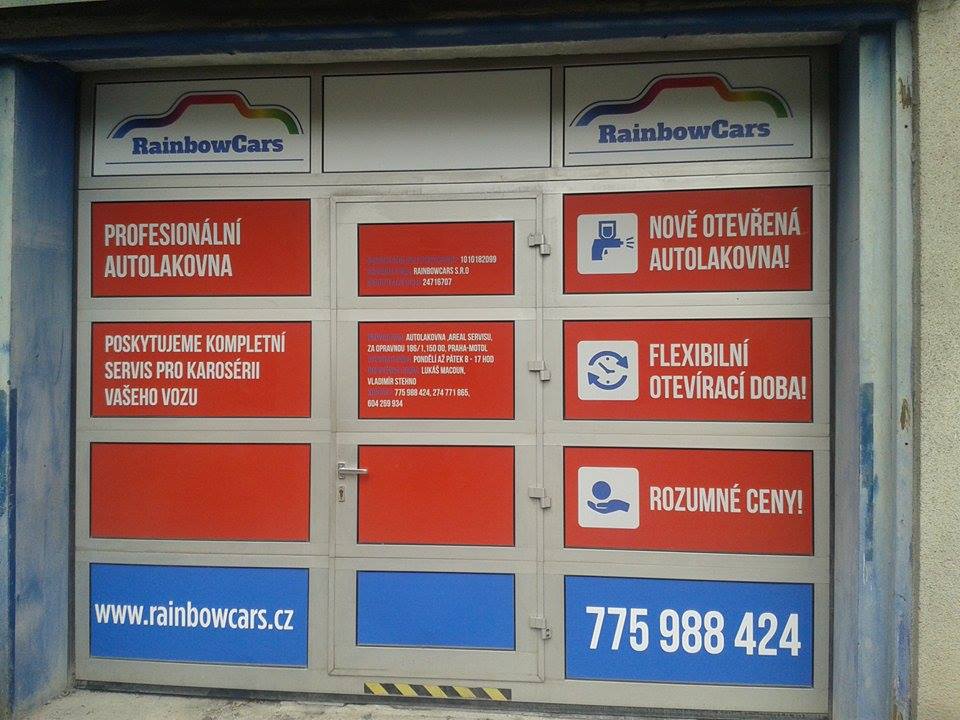 RainbowCars
RainbowCars
PROFESIONÁLNÍ
AUTOLAKOVNA
1010182099
RAINBOWCARS S.R.O
24716707
NOVĚ OTEVŘENÁ
AUTOLAKOVNA!
POSKYTUJEME KOMPLETNÍ
SERVIS PRO KAROSÉRII
VAŠEHO VOZU
AUTOLAKOVNA ,AREAL SERVISU,
ZA OPRAVNOU 186/1,150 00, PRAHA-MOTOL
PONDĚLÍ AŽ PÁTEK 8 - 17 HOD
LUKÁŠ MACOUN,
VLADIMÍR STEHNO
775 988 424, 274 771 865,
604 269 934
FLEXIBILNÍ
OTEVÍRACÍ DOBA!
ROZUMNÉ CENY!
www.rainbowcars.cz
775 988 424